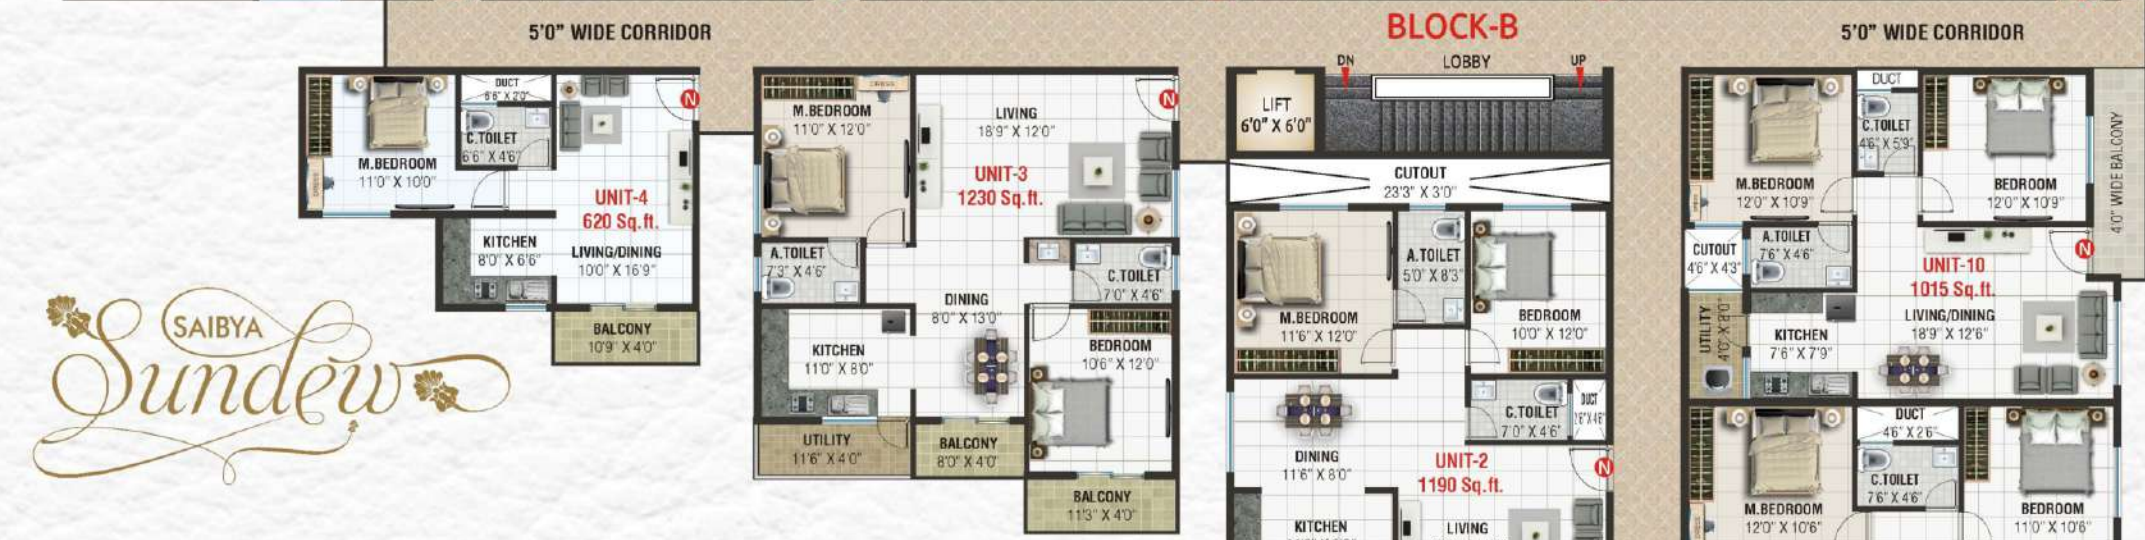 5'0" WIDE CORRIDOR
BLOCK-B
5'0" WIDE CORRIDOR
DN
LOBBY
UP
LIFT
6'0" X 6'0"
CUTOUT
23'3" X 3'0"
DUCT
6'6" X 2'0"
C.TOILET
6'6" X 4'6"
M.BEDROOM
11'0" X 10'0"
UNIT-4
620 Sq.ft.
N
KITCHEN
8'0" X 6'6"
LIVING/DINING
10'0" X 16'9"
BALCONY
10'9" X 4'0"
SAIBYA
Sundew
DRESS
M.BEDROOM
11'0" X 12'0"
LIVING
18'9" X 12'0"
N
UNIT-3
1230 Sq.ft.
A.TOILET
7'3" X 4'6"
C.TOILET
7'0" X 4'6"
DINING
8'0" X 13'0"
KITCHEN
11'0" X 8'0"
BEDROOM
10'6" X 12'0"
UTILITY
11'6" X 4'0"
BALCONY
8'0" X 4'0"
BALCONY
11'3" X 4'0"
A.TOILET
5'0" X 8'3"
M.BEDROOM
11'6" X 12'0"
BEDROOM
10'0" X 12'0"
C.TOILET
7'0" X 4'6"
DUCT
DINING
11'6" X 8'0"
UNIT-2
1190 Sq.ft.
N
KITCHEN
LIVING
DUCT
C.TOILET
4'6" X 5'9"
M.BEDROOM
12'0" X 10'9"
BEDROOM
12'0" X 10'9"
4'0" WIDE BALCONY
CUTOUT
4'6" X 4'3"
A.TOILET
7'6" X 4'6"
N
UNIT-10
1015 Sq.ft.
LIVING/DINING
18'9" X 12'6"
UTILITY
KITCHEN
7'6" X 7'9"
DUCT
4'6" X 2'6"
C.TOILET
7'6" X 4'6"
M.BEDROOM
12'0" X 10'6"
BEDROOM
11'0" X 10'6"